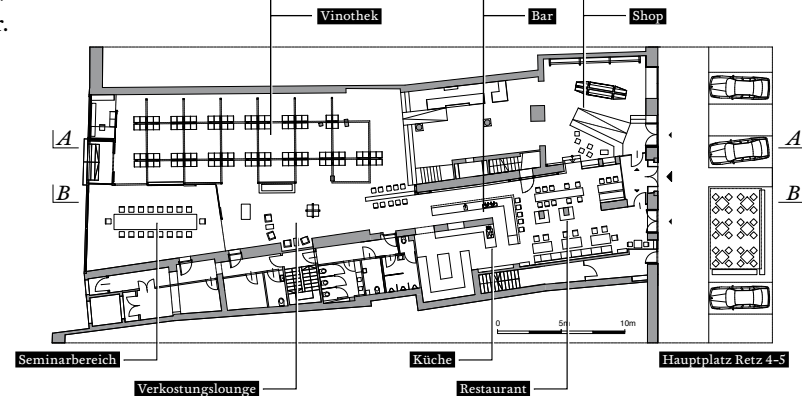 r.
Vinothek
Bar
Shop
A
A
B
B
0
5m
10m
Seminarbereich
Küche
Hauptplatz Retz 4-5
Verkostungslounge
Restaurant